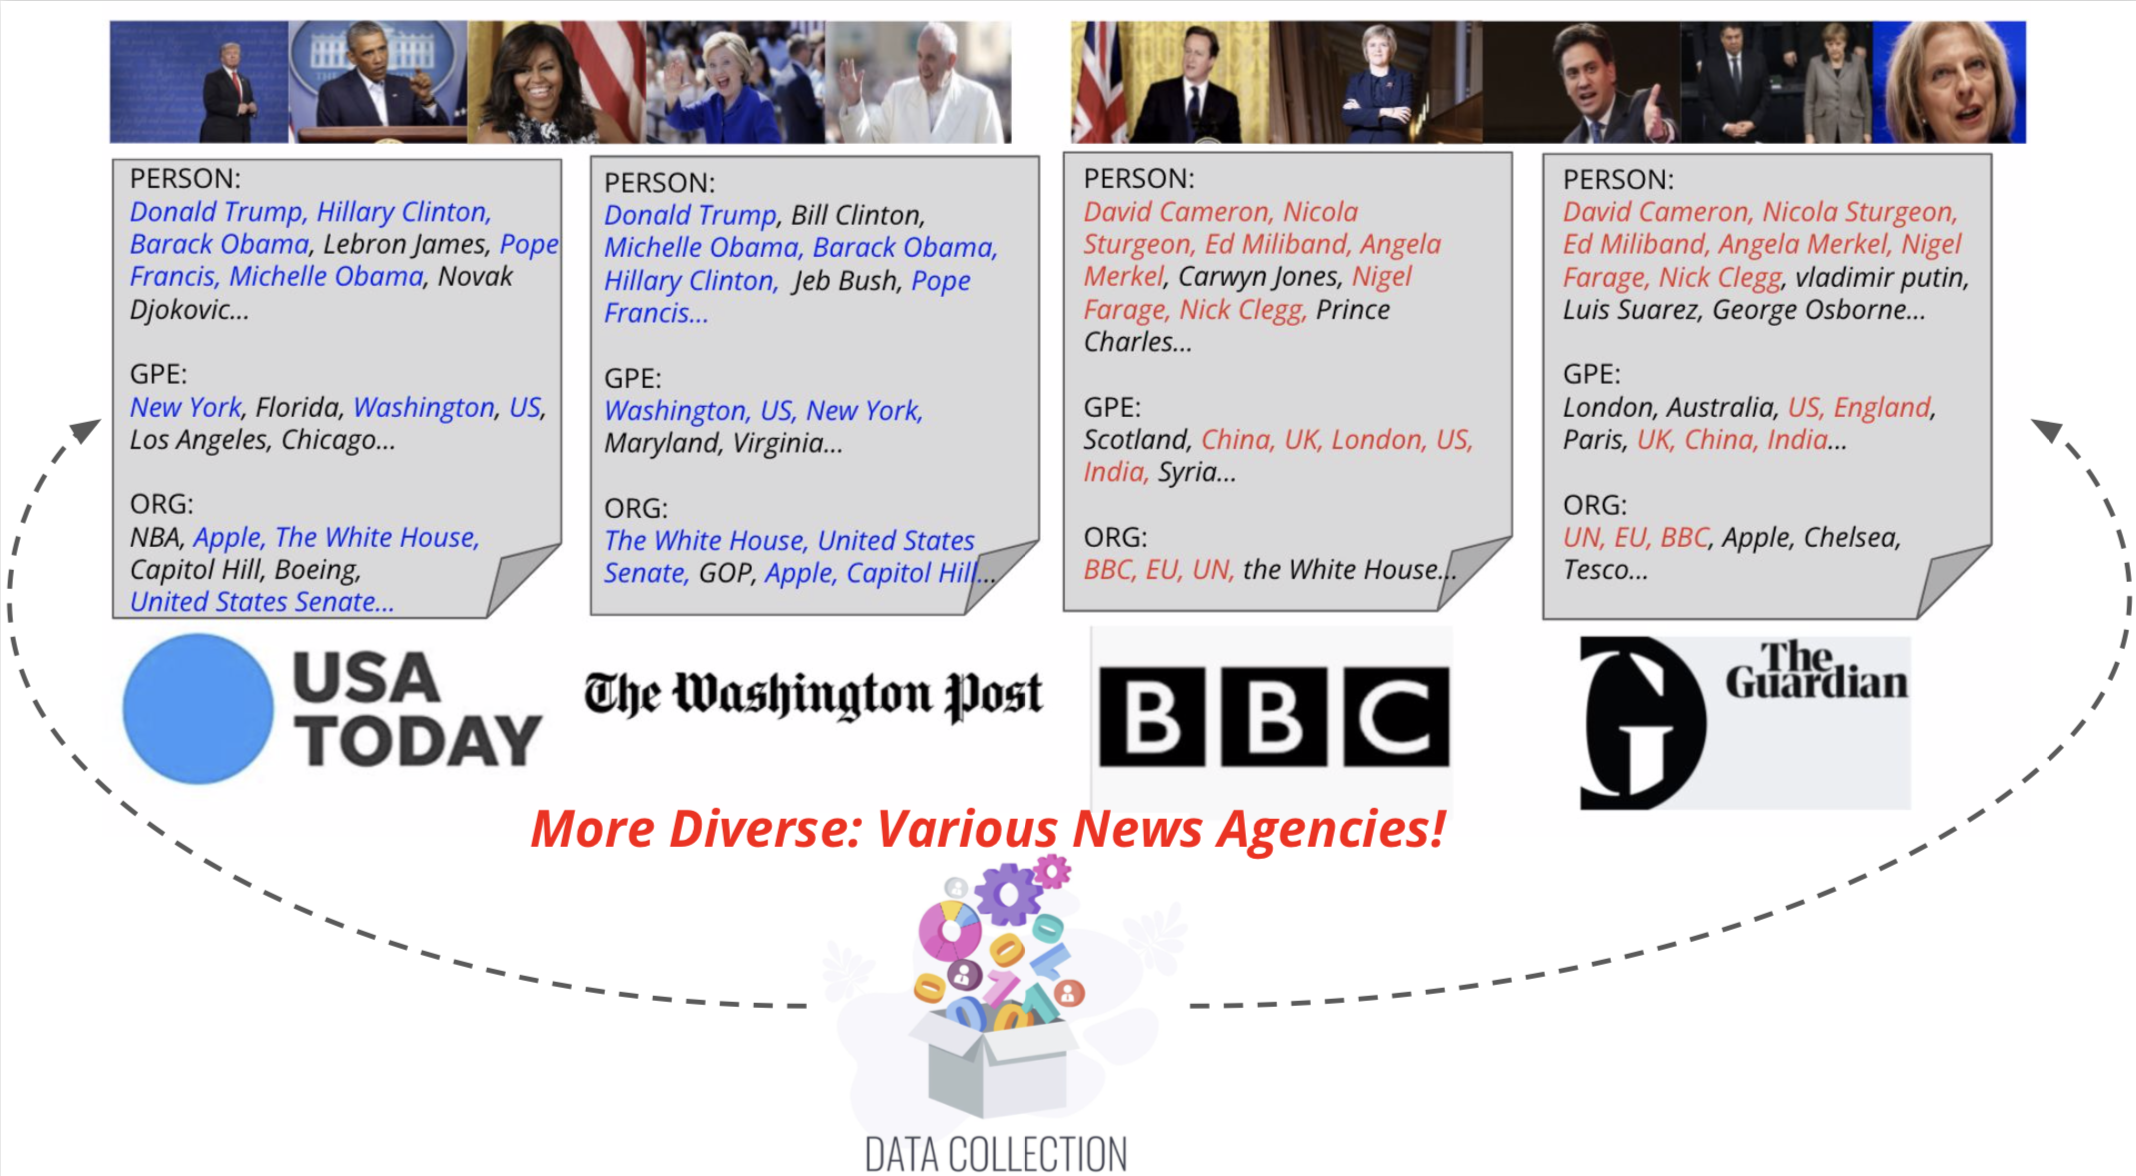 PERSON:
Donald Trump, Hillary Clinton,
Barack Obama, Lebron James, Pope
Francis, Michelle Obama, Novak
Djokovic...
GPE:
New York, Florida, Washington, US,
Los Angeles, Chicago...
ORG:
NBA, Apple, The White House,
Capitol Hill, Boeing,
United States Senate...
PERSON:
Donald Trump, Bill Clinton,
Michelle Obama, Barack Obama,
Hillary Clinton, Jeb Bush, Pope
Francis...
GPE:
Washington, US, New York,
Maryland, Virginia...
ORG:
The White House, United States
Senate, GOP, Apple, Capitol Hill...
PERSON:
David Cameron, Nicola
Sturgeon, Ed Miliband, Angela
Merkel, Carwyn Jones, Nigel
Farage, Nick Clegg, Prince
Charles...
GPE:
Scotland, China, UK, London, US,
India, Syria...
ORG:
BBC, EU, UN, the White House...
PERSON:
David Cameron, Nicola Sturgeon,
Ed Miliband, Angela Merkel, Nigel
Farage, Nick Clegg, vladimir putin,
Luis Suarez, George Osborne...
GPE:
London, Australia, US, England,
Paris, UK, China, India...
ORG:
UN, EU, BBC, Apple, Chelsea,
Tesco...
USA
TODAY
The Washington Post
BBC
G
The
Guardian
More Diverse: Various News Agencies!
DATA COLLECTION